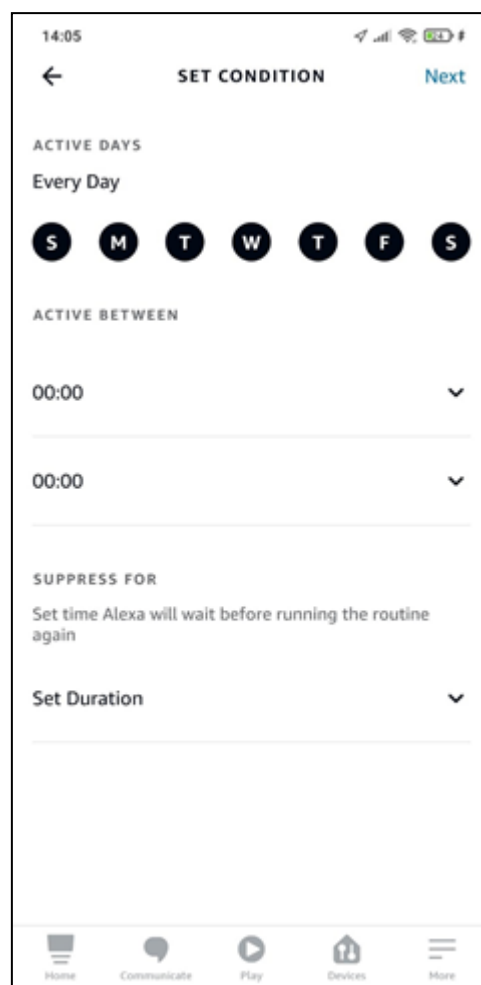 14:05
SET CONDITION
Next
ACTIVE DAYS
Every Day
S M T W T F S
ACTIVE BETWEEN
00:00
00:00
SUPPRESS FOR
Set time Alexa will wait before running the routine
again
Set Duration
Home Communicate Play Devices More